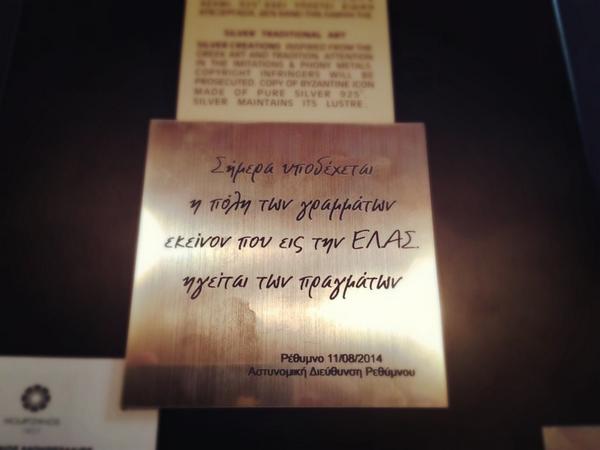 SILVER TRADITIONAL ART
SILVER CREATIONS INSPIRED FROM THE
GREEK ART AND TRADITION. ATTENTION
IN THE IMITATIONS & PHONY METALS.
COPYRIGHT INFRINGERS WILL BE
PROSECUTED. COPY OF BYZANTINE ICON
MADE OF PURE SILVER 925°.
SILVER MAINTAINS ITS LUSTRE.
Σήμερα υποδέχεται
η πόλη των γραμμάτων
εκείνον που εις την ΕΛΑΣ.
ηγείται των πραγμάτων
Ρέθυμνο 11/08/2014
Αστυνομική Διεύθυνση Ρεθύμνου